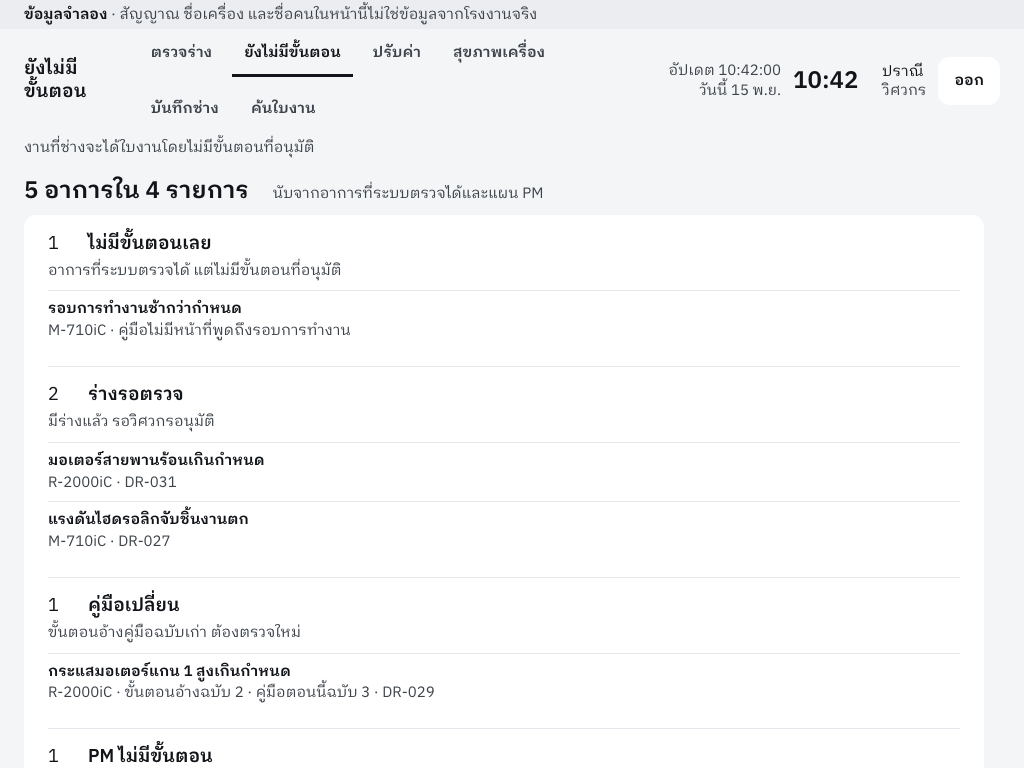 ข้อมูลจำลอง · สัญญาณ ชื่อเครื่อง และชื่อคนในหน้านี้ไม่ใช่ข้อมูลจากโรงงานจริง
ยังไม่มี
ขั้นตอน
ตรวจร่าง
ยังไม่มีขั้นตอน
ปรับค่า
สุขภาพเครื่อง
บันทึกช่าง
ค้นใบงาน
อัปเดต 10:42:00
วันนี้ 15 พ.ย.
10:42
ปราณี
วิศวกร
ออก
งานที่ช่างจะได้ใบงานโดยไม่มีขั้นตอนที่อนุมัติ
5 อาการใน 4 รายการ
นับจากอาการที่ระบบตรวจได้และแผน PM
1 ไม่มีขั้นตอนเลย
อาการที่ระบบตรวจได้ แต่ไม่มีขั้นตอนที่อนุมัติ
รอบการทำงานช้ากว่ากำหนด
M-710iC · คู่มือไม่มีหน้าที่พูดถึงรอบการทำงาน
2 ร่างรอตรวจ
มีร่างแล้ว รอวิศวกรอนุมัติ
มอเตอร์สายพานร้อนเกินกำหนด
R-2000iC · DR-031
แรงดันไฮดรอลิกจับชิ้นงานตก
M-710iC · DR-027
1 คู่มือเปลี่ยน
ขั้นตอนอ้างคู่มือฉบับเก่า ต้องตรวจใหม่
กระแสมอเตอร์แกน 1 สูงเกินกำหนด
R-2000iC · ขั้นตอนอ้างฉบับ 2 · คู่มือตอนนี้ฉบับ 3 · DR-029
1 PM ไม่มีขั้นตอน